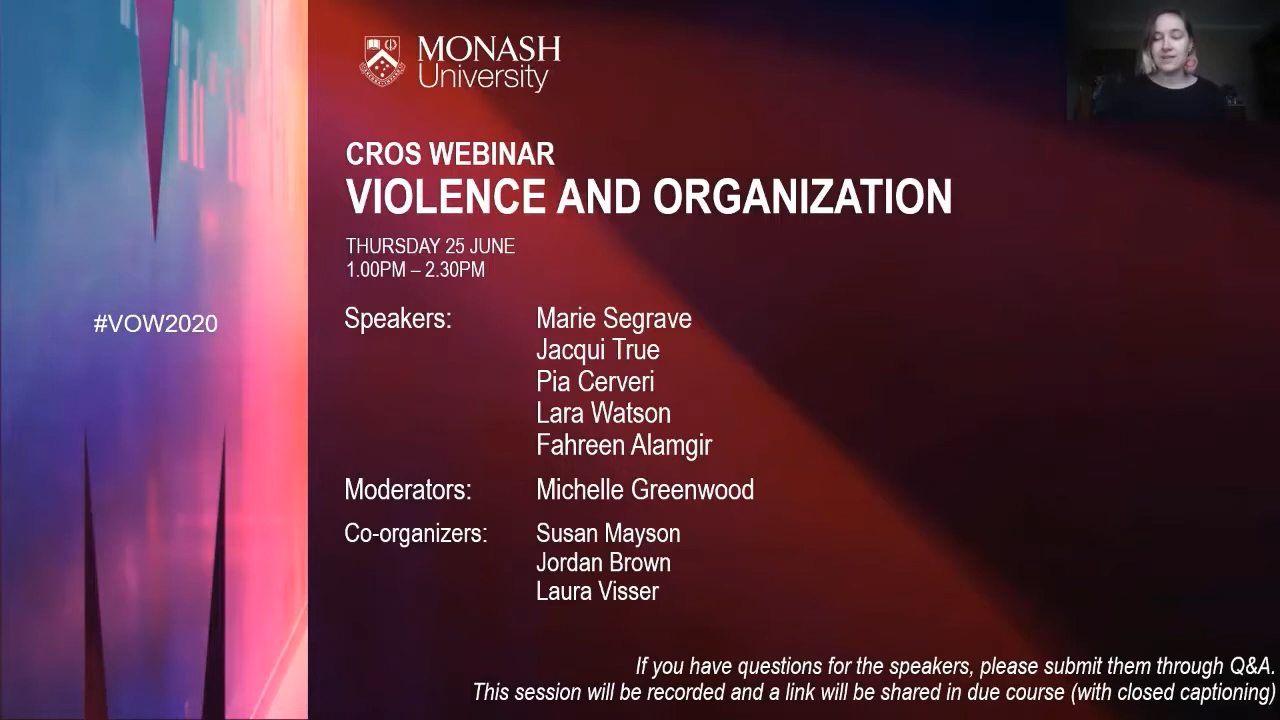 MONASH
University
CROS WEBINAR
VIOLENCE AND ORGANIZATION
THURSDAY 25 JUNE
1.00PM – 2.30PM
#VOW2020
Speakers: Marie Segrave
Jacqui True
Pia Cerveri
Lara Watson
Fahreen Alamgir
Moderators: Michelle Greenwood
Co-organizers: Susan Mayson
Jordan Brown
Laura Visser
If you have questions for the speakers, please submit them through Q&A.
This session will be recorded and a link will be shared in due course (with closed captioning)